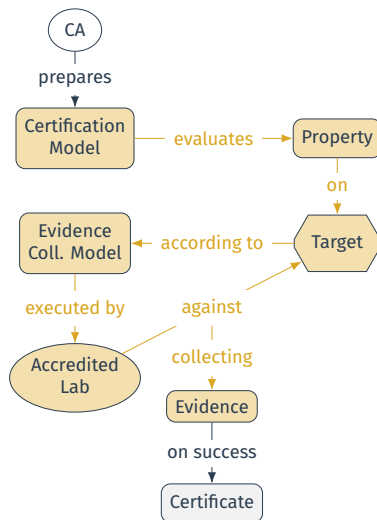 CA
prepares
Certification
Model
evaluates
Property
on
Target
according to
Evidence
Coll. Model
executed by
Accredited
Lab
against
collecting
Evidence
on success
Certificate